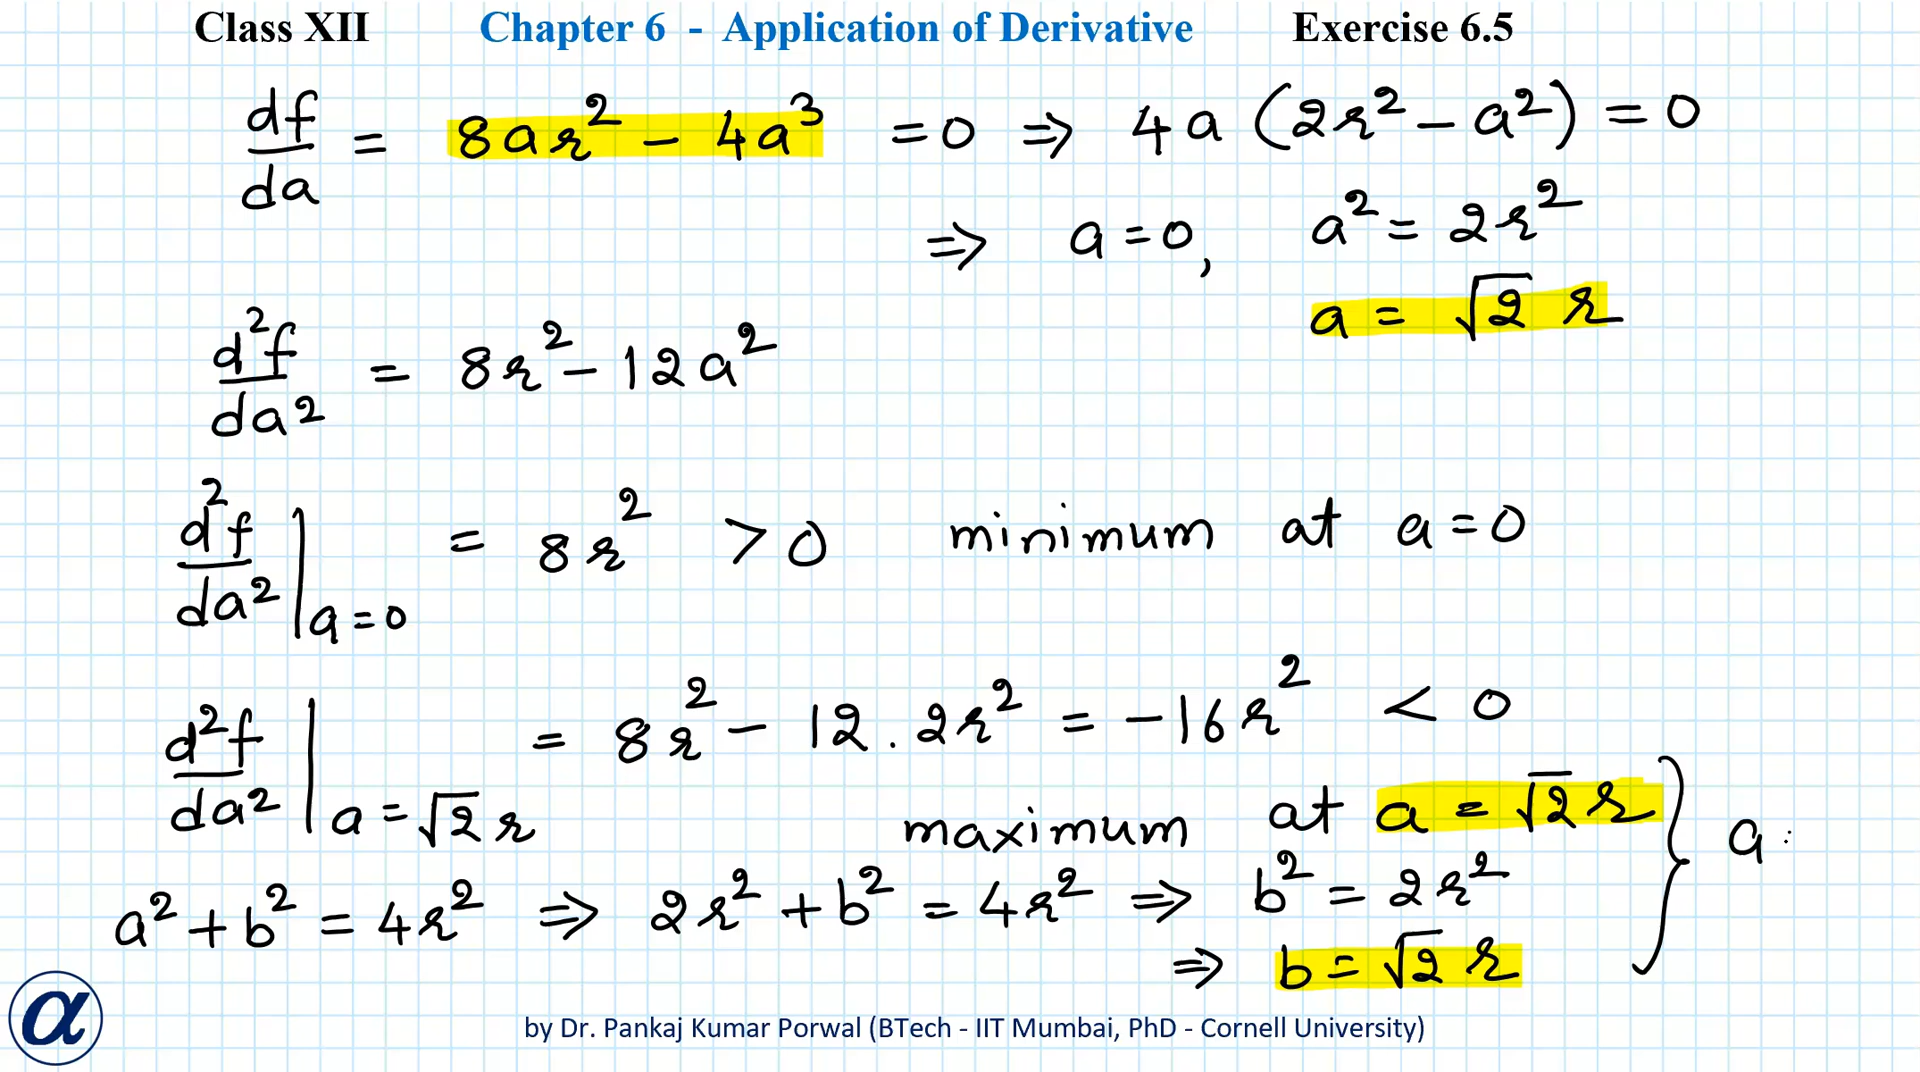 Class XII Chapter 6 - Application of Derivative Exercise 6.5
df/da = 8ar² - 4a³ = 0 ⇒ 4a (2r² - a²) = 0
⇒ a = 0, a² = 2r²
a = √2 r
d²f/da² = 8r² - 12a²
d²f/da² |a=0 = 8r² > 0 minimum at a = 0
d²f/da² |a=√2 r = 8r² - 12 . 2r² = -16r² < 0
maximum at a = √2 r } a :
a² + b² = 4r² ⇒ 2r² + b² = 4r² ⇒ b² = 2r²
⇒ b = √2 r
α
by Dr. Pankaj Kumar Porwal (BTech - IIT Mumbai, PhD - Cornell University)